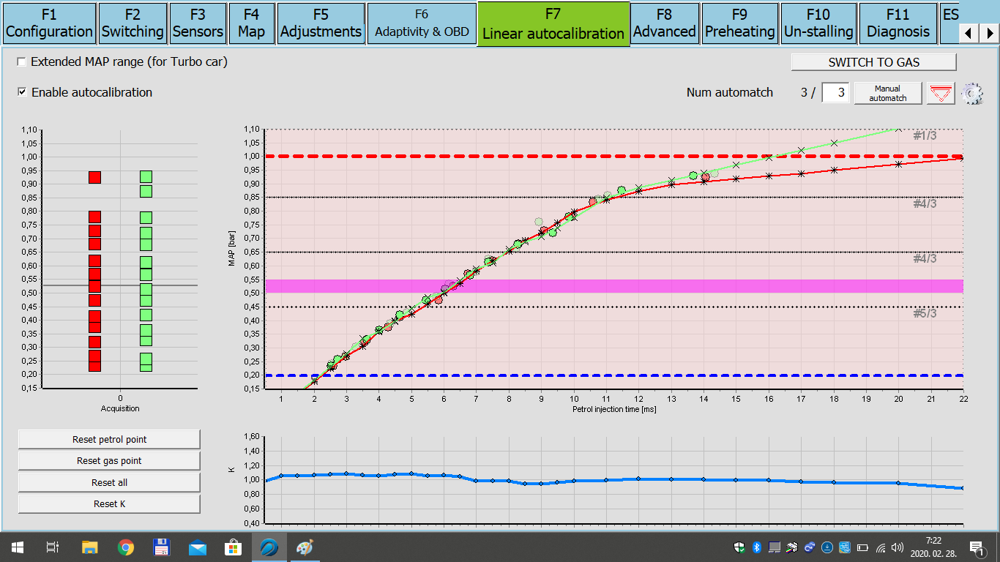 F1
Configuration
F2
Switching
F3
Sensors
F4
Map
F5
Adjustments
F6
Adaptivity & OBD
F7
Linear autocalibration
F8
Advanced
F9
Preheating
F10
Un-stalling
F11
Diagnosis
ES
Extended MAP range (for Turbo car)
SWITCH TO GAS
Enable autocalibration
Num automatch
3 /
3
Manual
automatch
1,10
1,05
1,00
0,95
0,90
0,85
0,80
0,75
0,70
0,65
0,60
0,55
0,50
0,45
0,40
0,35
0,30
0,25
0,20
0,15
0
Acquisition
MAP [bar]
1,10
1,05
1,00
0,95
0,90
0,85
0,80
0,75
0,70
0,65
0,60
0,55
0,50
0,45
0,40
0,35
0,30
0,25
0,20
0,15
#1/3
#4/3
#4/3
#5/3
1 2 3 4 5 6 7 8 9 10 11 12 13 14 15 16 17 18 19 20 21 22
Petrol injection time [ms]
Reset petrol point
Reset gas point
Reset all
Reset K
K
1,60
1,40
1,20
1,00
0,80
0,60
0,40
7:22
2020. 02. 28.
1